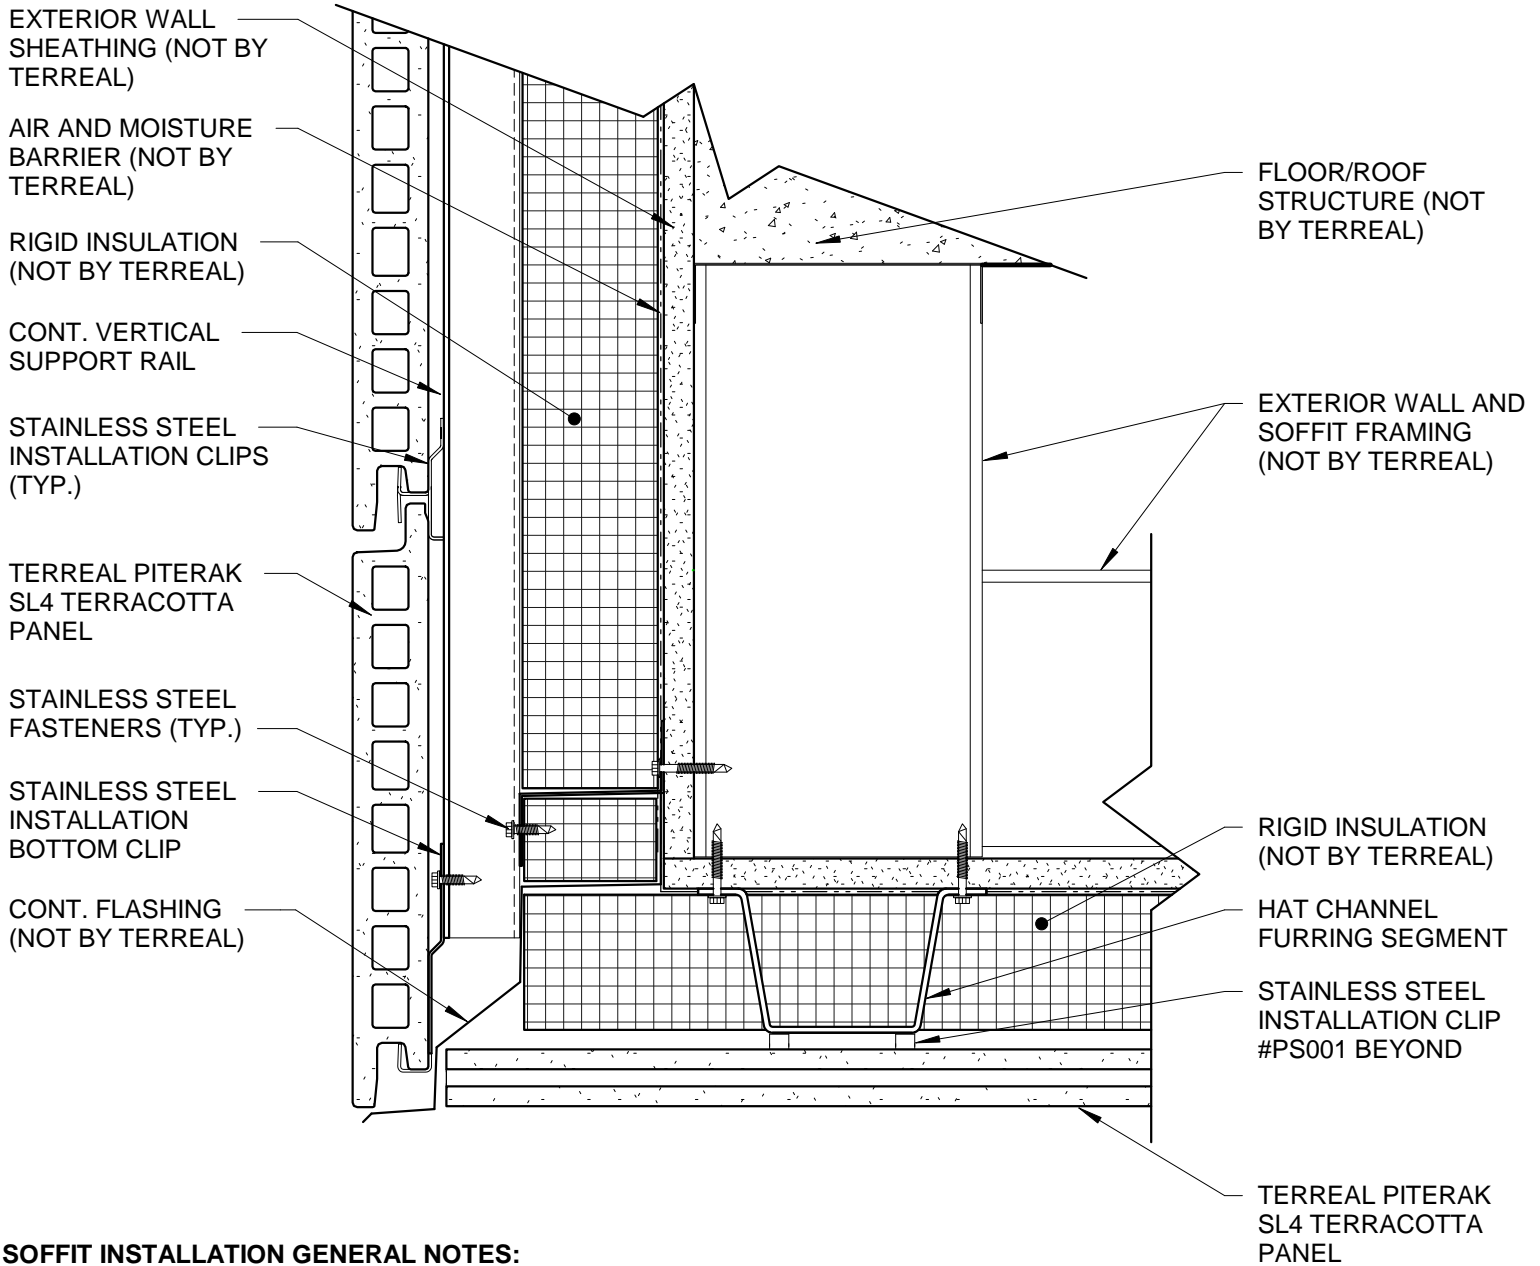 EXTERIOR WALL
SHEATHING (NOT BY
TERREAL)
AIR AND MOISTURE
BARRIER (NOT BY
TERREAL)
RIGID INSULATION
(NOT BY TERREAL)
CONT. VERTICAL
SUPPORT RAIL
STAINLESS STEEL
INSTALLATION CLIPS
(TYP.)
TERREAL PITERAK
SL4 TERRACOTTA
PANEL
STAINLESS STEEL
FASTENERS (TYP.)
STAINLESS STEEL
INSTALLATION
BOTTOM CLIP
CONT. FLASHING
(NOT BY TERREAL)
FLOOR/ROOF
STRUCTURE (NOT
BY TERREAL)
EXTERIOR WALL AND
SOFFIT FRAMING
(NOT BY TERREAL)
RIGID INSULATION
(NOT BY TERREAL)
HAT CHANNEL
FURRING SEGMENT
STAINLESS STEEL
INSTALLATION CLIP
#PS001 BEYOND
TERREAL PITERAK
SL4 TERRACOTTA
PANEL
SOFFIT INSTALLATION GENERAL NOTES: